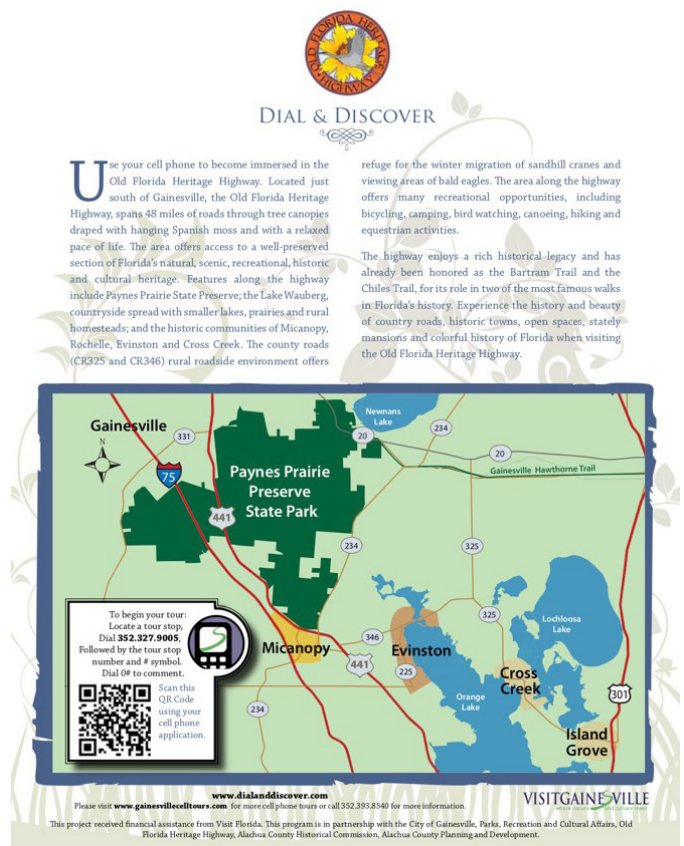 OLD FLORIDA HERITAGE HIGHWAY
DIAL & DISCOVER
Use your cell phone to become immersed in the
Old Florida Heritage Highway. Located just
south of Gainesville, the Old Florida Heritage
Highway, spans 48 miles of roads through tree canopies
draped with hanging Spanish moss and with a relaxed
pace of life. The area offers access to a well-preserved
section of Florida's natural, scenic, recreational, historic
and cultural heritage. Features along the highway
include Paynes Prairie State Preserve; the Lake Wauberg,
countryside spread with smaller lakes, prairies and rural
homesteads; and the historic communities of Micanopy,
Rochelle, Evinston and Cross Creek. The county roads
(CR325 and CR346) rural roadside environment offers
refuge for the winter migration of sandhill cranes and
viewing areas of bald eagles. The area along the highway
offers many recreational opportunities, including
bicycling, camping, bird watching, canoeing, hiking and
equestrian activities.
The highway enjoys a rich historical legacy and has
already been honored as the Bartram Trail and the
Chiles Trail, for its role in two of the most famous walks
in Florida's history. Experience the history and beauty
of country roads, historic towns, open spaces, stately
mansions and colorful history of Florida when visiting
the Old Florida Heritage Highway.
Gainesville
N
331
75
441
Paynes Prairie
Preserve
State Park
Newnans
Lake
20
234
20
Gainesville Hawthorne Trail
234
325
325
Lochloosa
Lake
Micanopy
346
441
Evinston
225
Cross
Creek
Orange
Lake
301
Island
Grove
234
To begin your tour:
Locate a tour stop,
Dial 352.327.9005,
Followed by the tour stop
number and # symbol.
Dial 0# to comment.
Scan this
QR Code
using your
cell phone
application.
www.dialanddiscover.com
Please visit www.gainesvillecelltours.com for more cell phone tours or call 352.393.8540 for more information.
VISITGAINESVILLE
where nature and culture meet
This project received financial assistance from Visit Florida. This program is in partnership with the City of Gainesville, Parks, Recreation and Cultural Affairs, Old
Florida Heritage Highway, Alachua County Historical Commission, Alachua County Planning and Development.